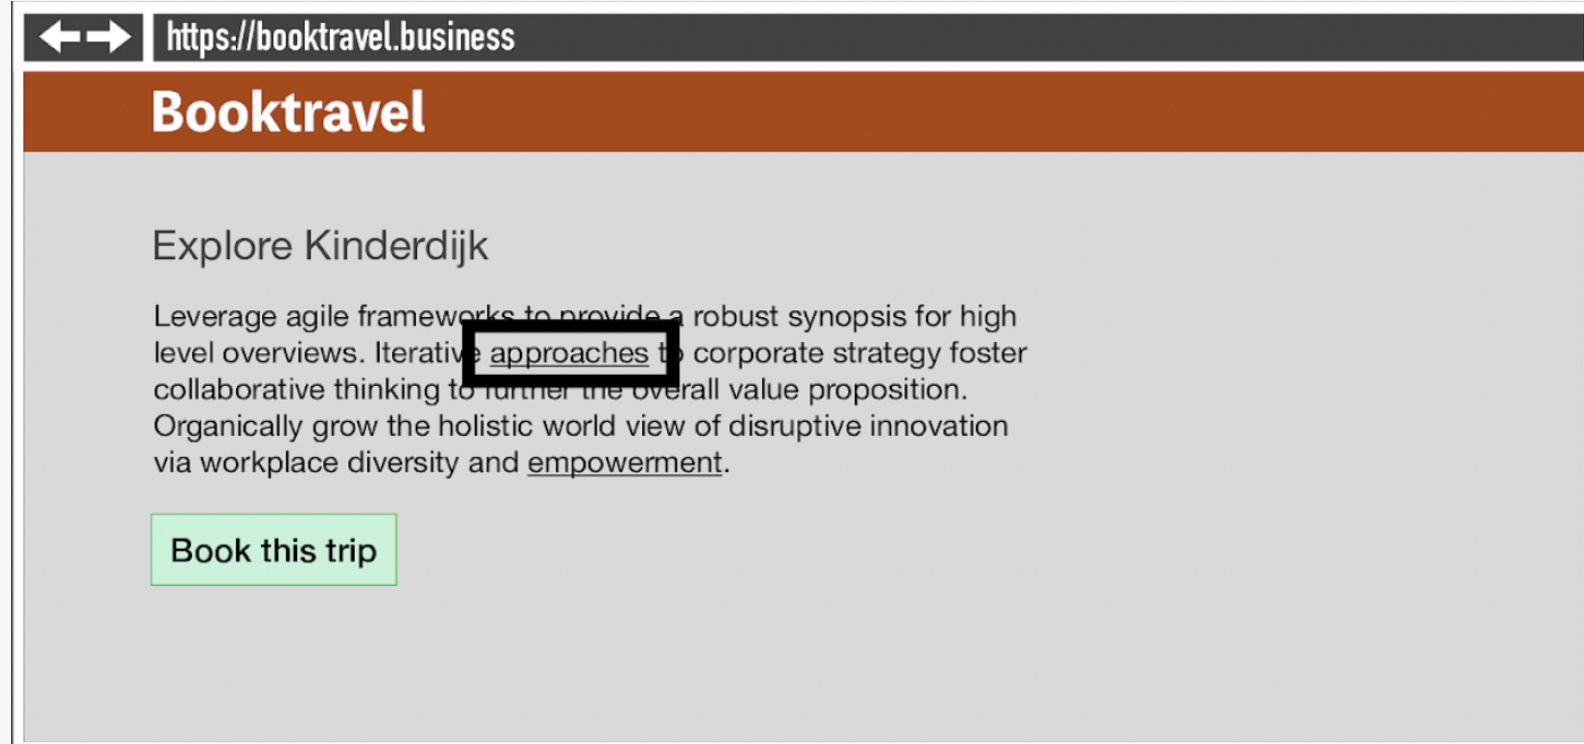 https://booktravel.business
Booktravel
Explore Kinderdijk
Leverage agile frameworks to provide a robust synopsis for high
level overviews. Iterative approaches to corporate strategy foster
collaborative thinking to further the overall value proposition.
Organically grow the holistic world view of disruptive innovation
via workplace diversity and empowerment.
Book this trip